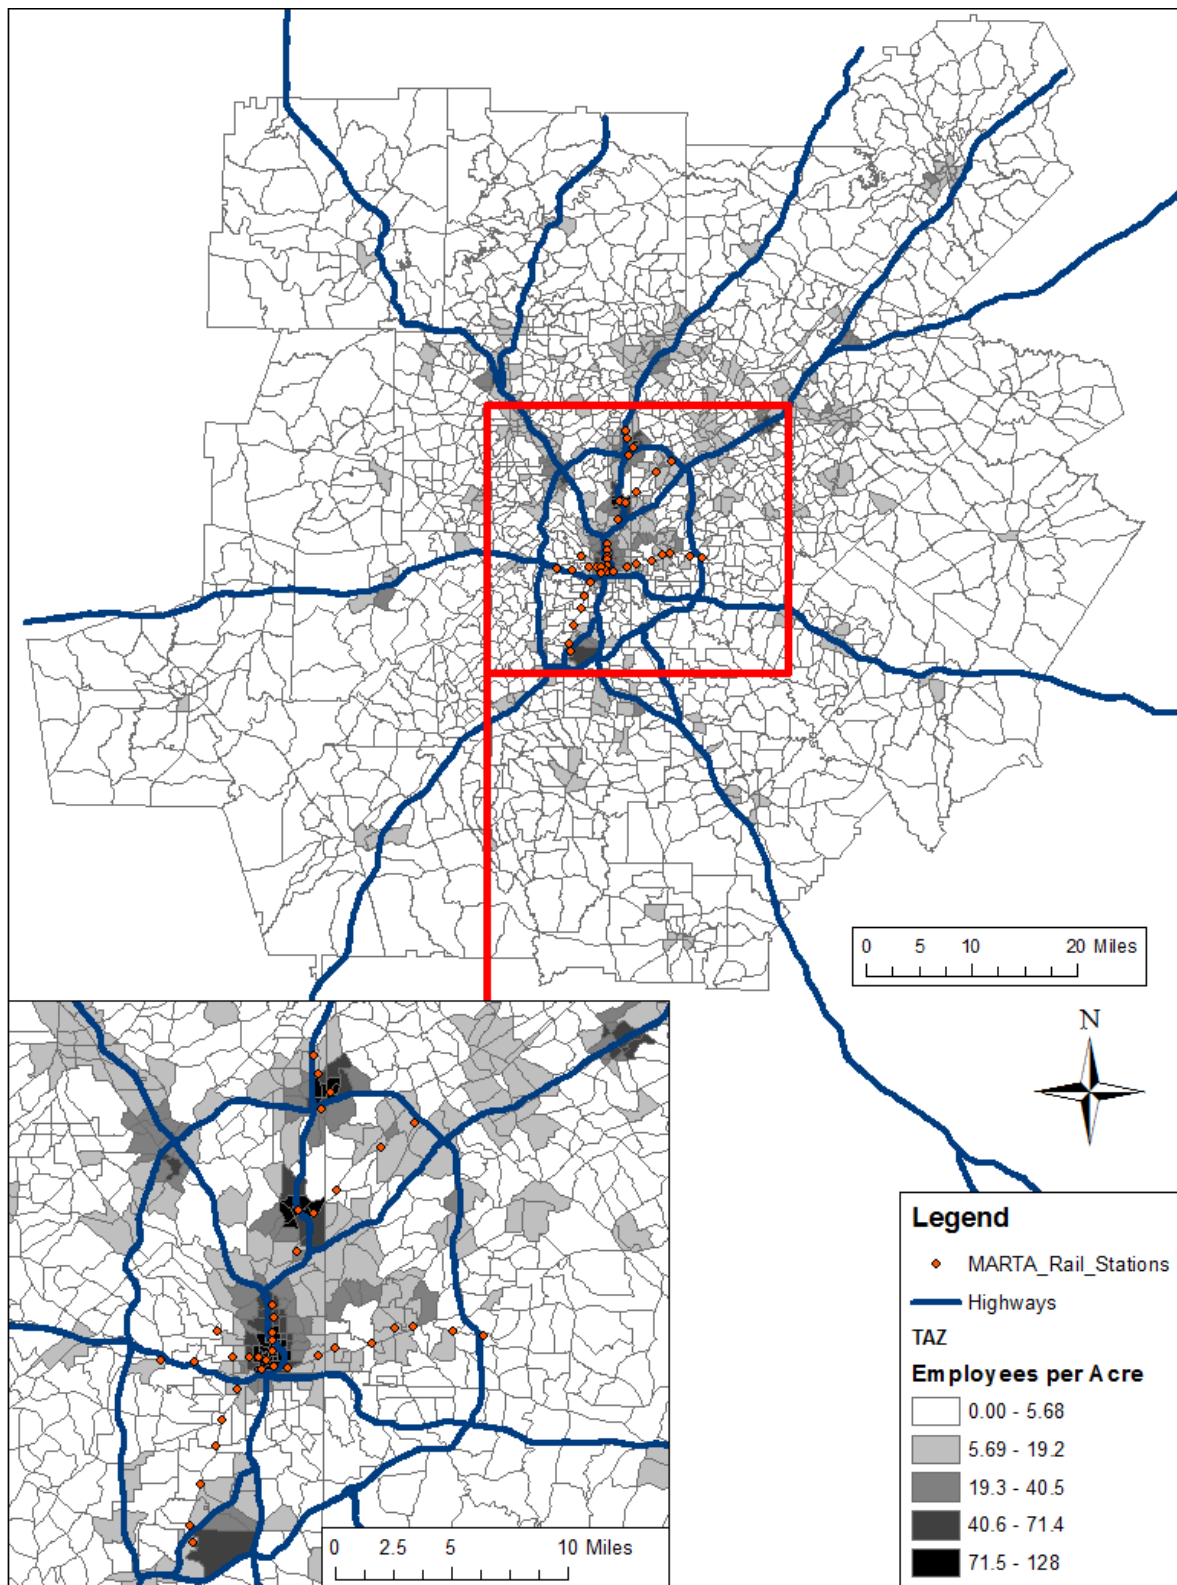 0 5 10 20 Miles
N
Legend
MARTA_Rail_Stations
Highways
TAZ
Employees per Acre
0.00 - 5.68
5.69 - 19.2
19.3 - 40.5
40.6 - 71.4
71.5 - 128
0 2.5 5 10 Miles